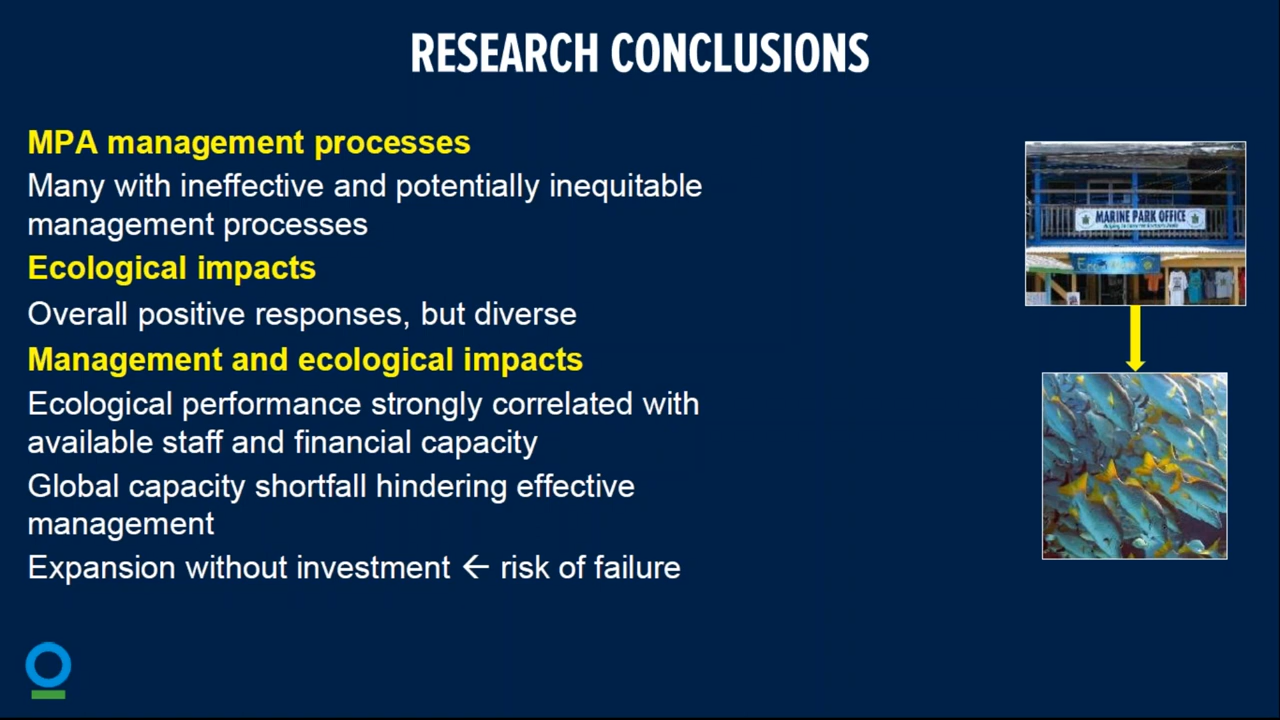 RESEARCH CONCLUSIONS
MPA management processes
Many with ineffective and potentially inequitable
management processes
Ecological impacts
Overall positive responses, but diverse
Management and ecological impacts
Ecological performance strongly correlated with
available staff and financial capacity
Global capacity shortfall hindering effective
management
Expansion without investment ← risk of failure
MARINE PARK OFFICE